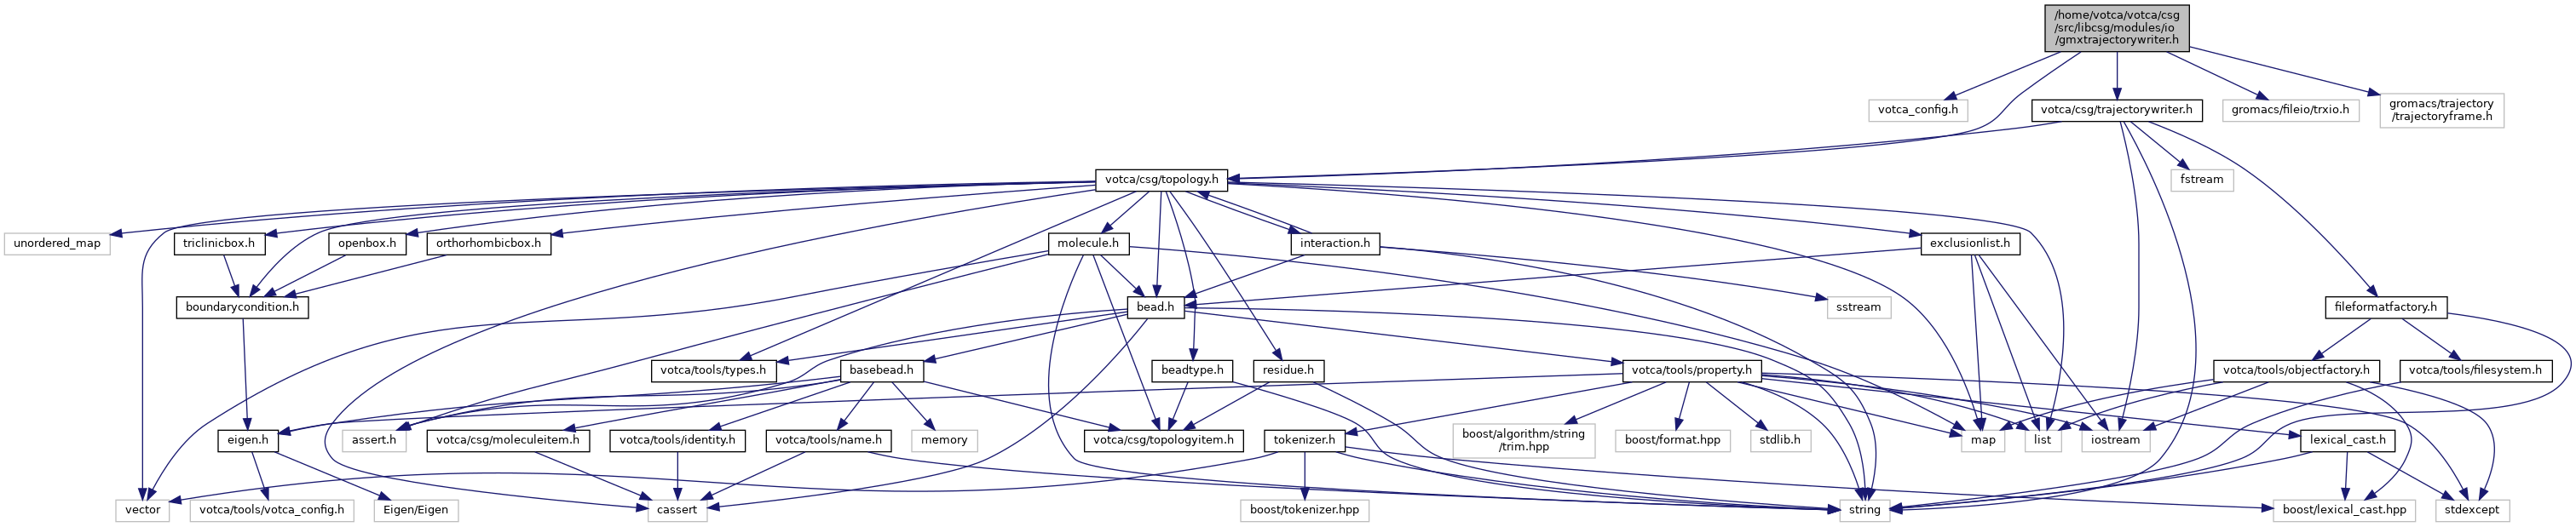 /home/votca/votca/csg
/src/libcsg/modules/io
/gmxtrajectorywriter.h
votca_config.h
votca/csg/trajectorywriter.h
gromacs/fileio/trxio.h
gromacs/trajectory
/trajectoryframe.h
votca/csg/topology.h
fstream
unordered_map
triclinicbox.h
openbox.h
orthorhombicbox.h
molecule.h
interaction.h
exclusionlist.h
boundarycondition.h
bead.h
sstream
fileformatfactory.h
votca/tools/types.h
basebead.h
beadtype.h
residue.h
votca/tools/property.h
votca/tools/objectfactory.h
votca/tools/filesystem.h
eigen.h
assert.h
votca/csg/moleculeitem.h
votca/tools/identity.h
votca/tools/name.h
memory
votca/csg/topologyitem.h
tokenizer.h
boost/algorithm/string
/trim.hpp
boost/format.hpp
stdlib.h
map
list
iostream
lexical_cast.h
vector
votca/tools/votca_config.h
Eigen/Eigen
cassert
boost/tokenizer.hpp
string
boost/lexical_cast.hpp
stdexcept